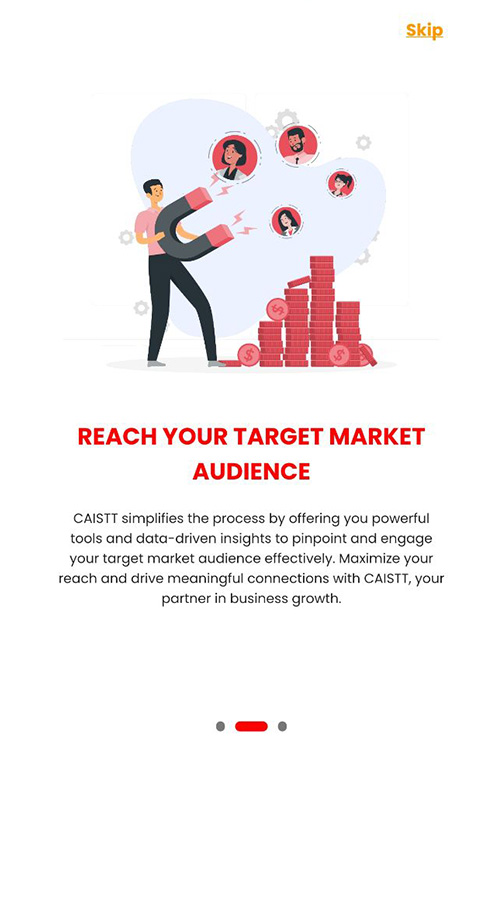 Skip
$
$
$
REACH YOUR TARGET MARKET
AUDIENCE
CAISTT simplifies the process by offering you powerful
tools and data-driven insights to pinpoint and engage
your target market audience effectively. Maximize your
reach and drive meaningful connections with CAISTT, your
partner in business growth.